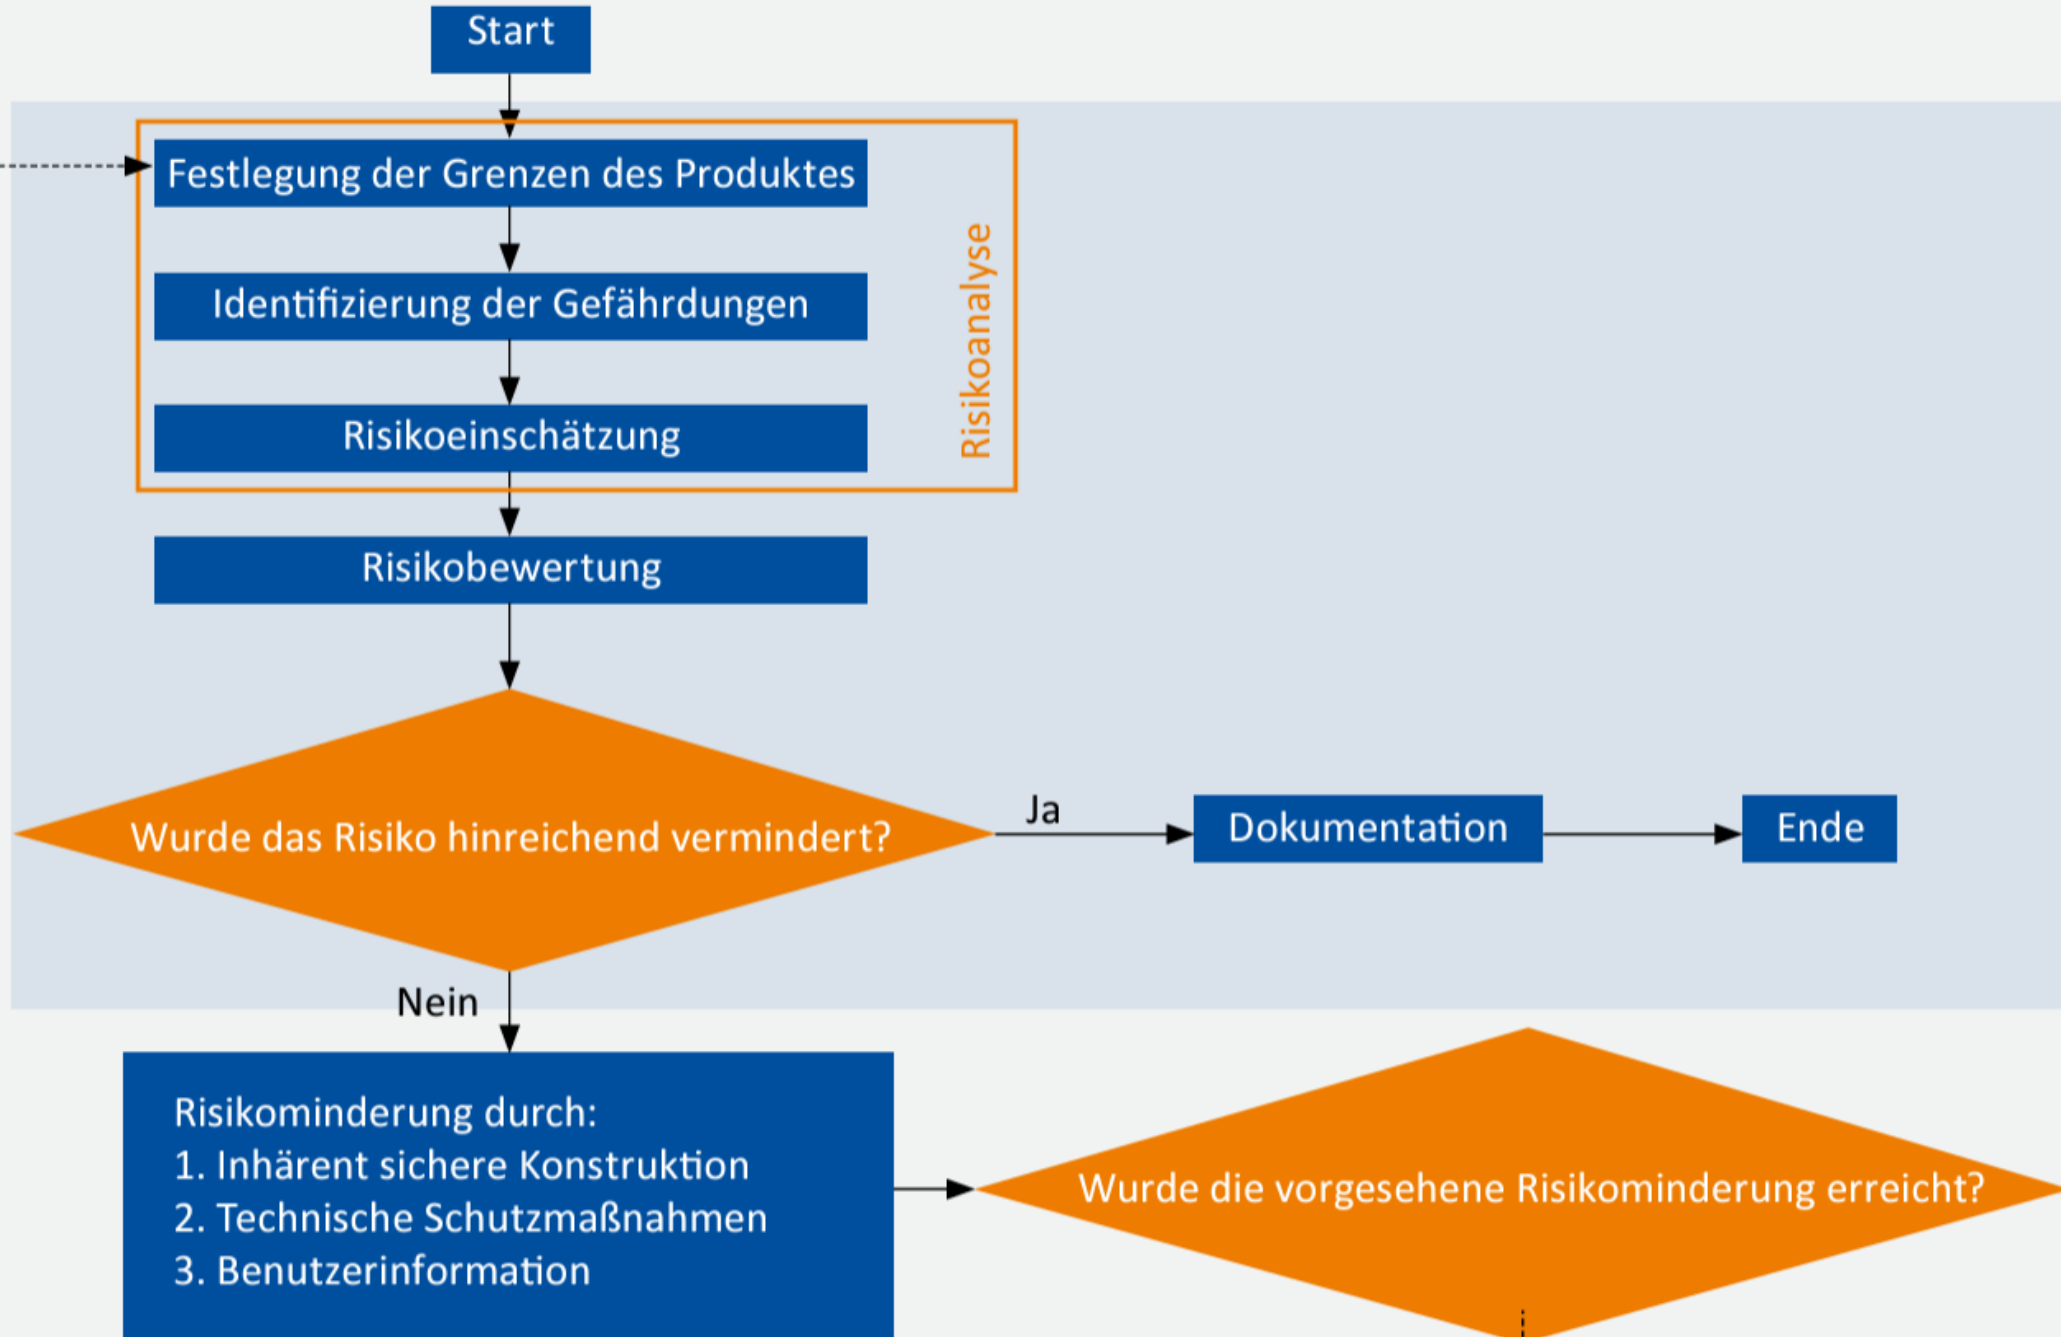 Start
Festlegung der Grenzen des Produktes
Identifizierung der Gefährdungen
Risikoeinschätzung
Risikoanalyse
Risikobewertung
Wurde das Risiko hinreichend vermindert?
Ja
Dokumentation
Ende
Nein
Risikominderung durch:
1. Inhärent sichere Konstruktion
2. Technische Schutzmaßnahmen
3. Benutzerinformation
Wurde die vorgesehene Risikominderung erreicht?